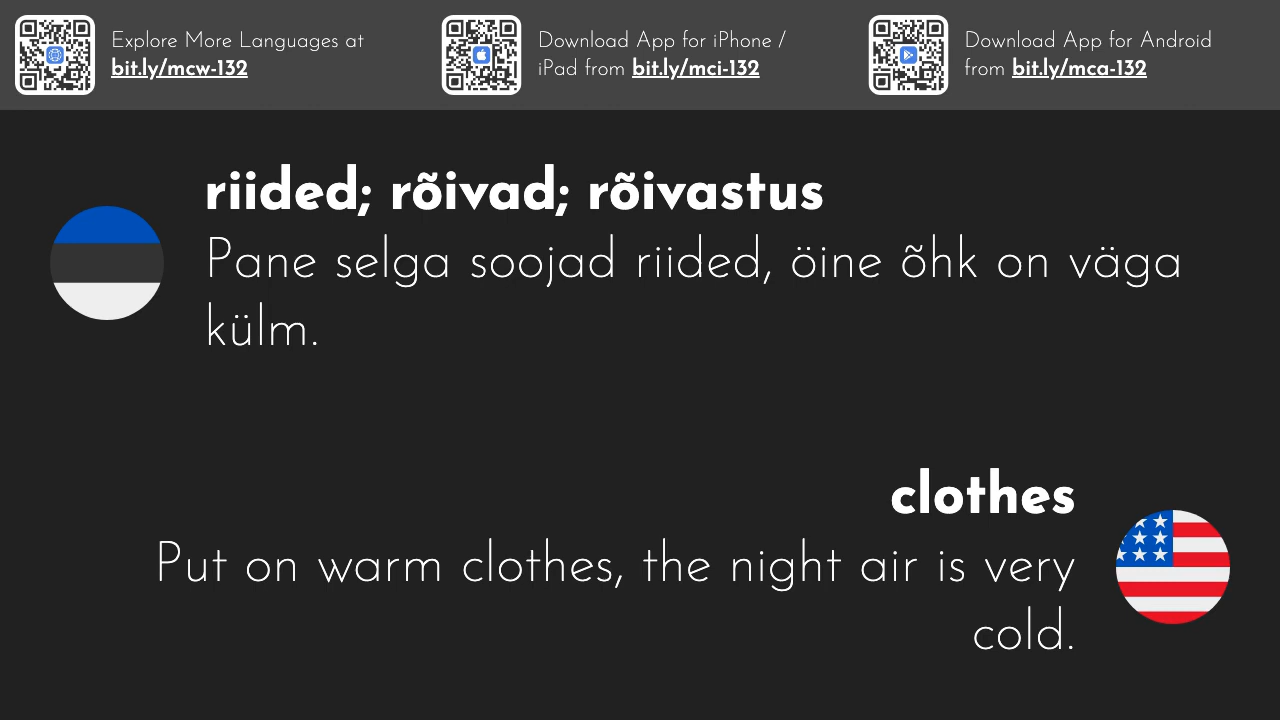 Explore More Languages at
bit.ly/mcw-132
Download App for iPhone /
iPad from bit.ly/mci-132
Download App for Android
from bit.ly/mca-132
riided; rõivad; rõivastus
Pane selga soojad riided, öine õhk on väga
külm.
clothes
Put on warm clothes, the night air is very
cold.